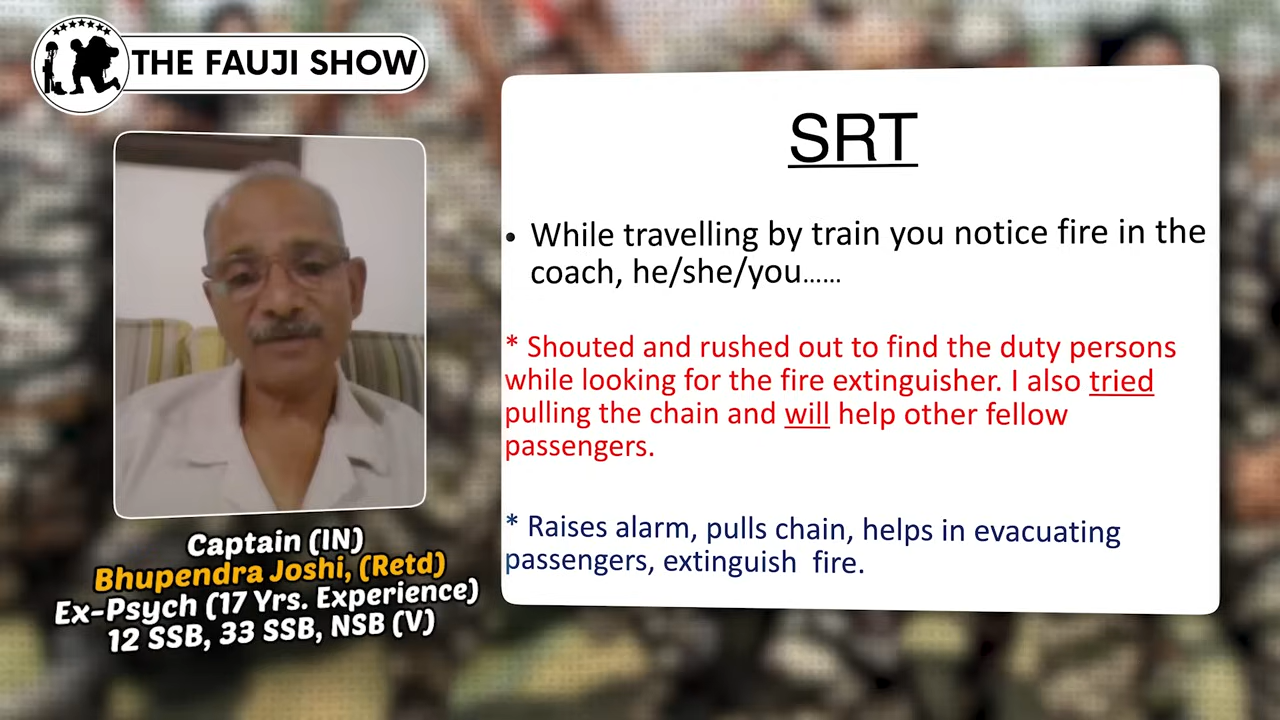 THE FAUJI SHOW
SRT
• While travelling by train you notice fire in the
coach, he/she/you......
* Shouted and rushed out to find the duty persons
while looking for the fire extinguisher. I also tried
pulling the chain and will help other fellow
passengers.
* Raises alarm, pulls chain, helps in evacuating
passengers, extinguish fire.
Captain (IN)
Bhupendra Joshi, (Retd)
Ex-Psych (17 Yrs. Experience)
12 SSB, 33 SSB, NSB (V)